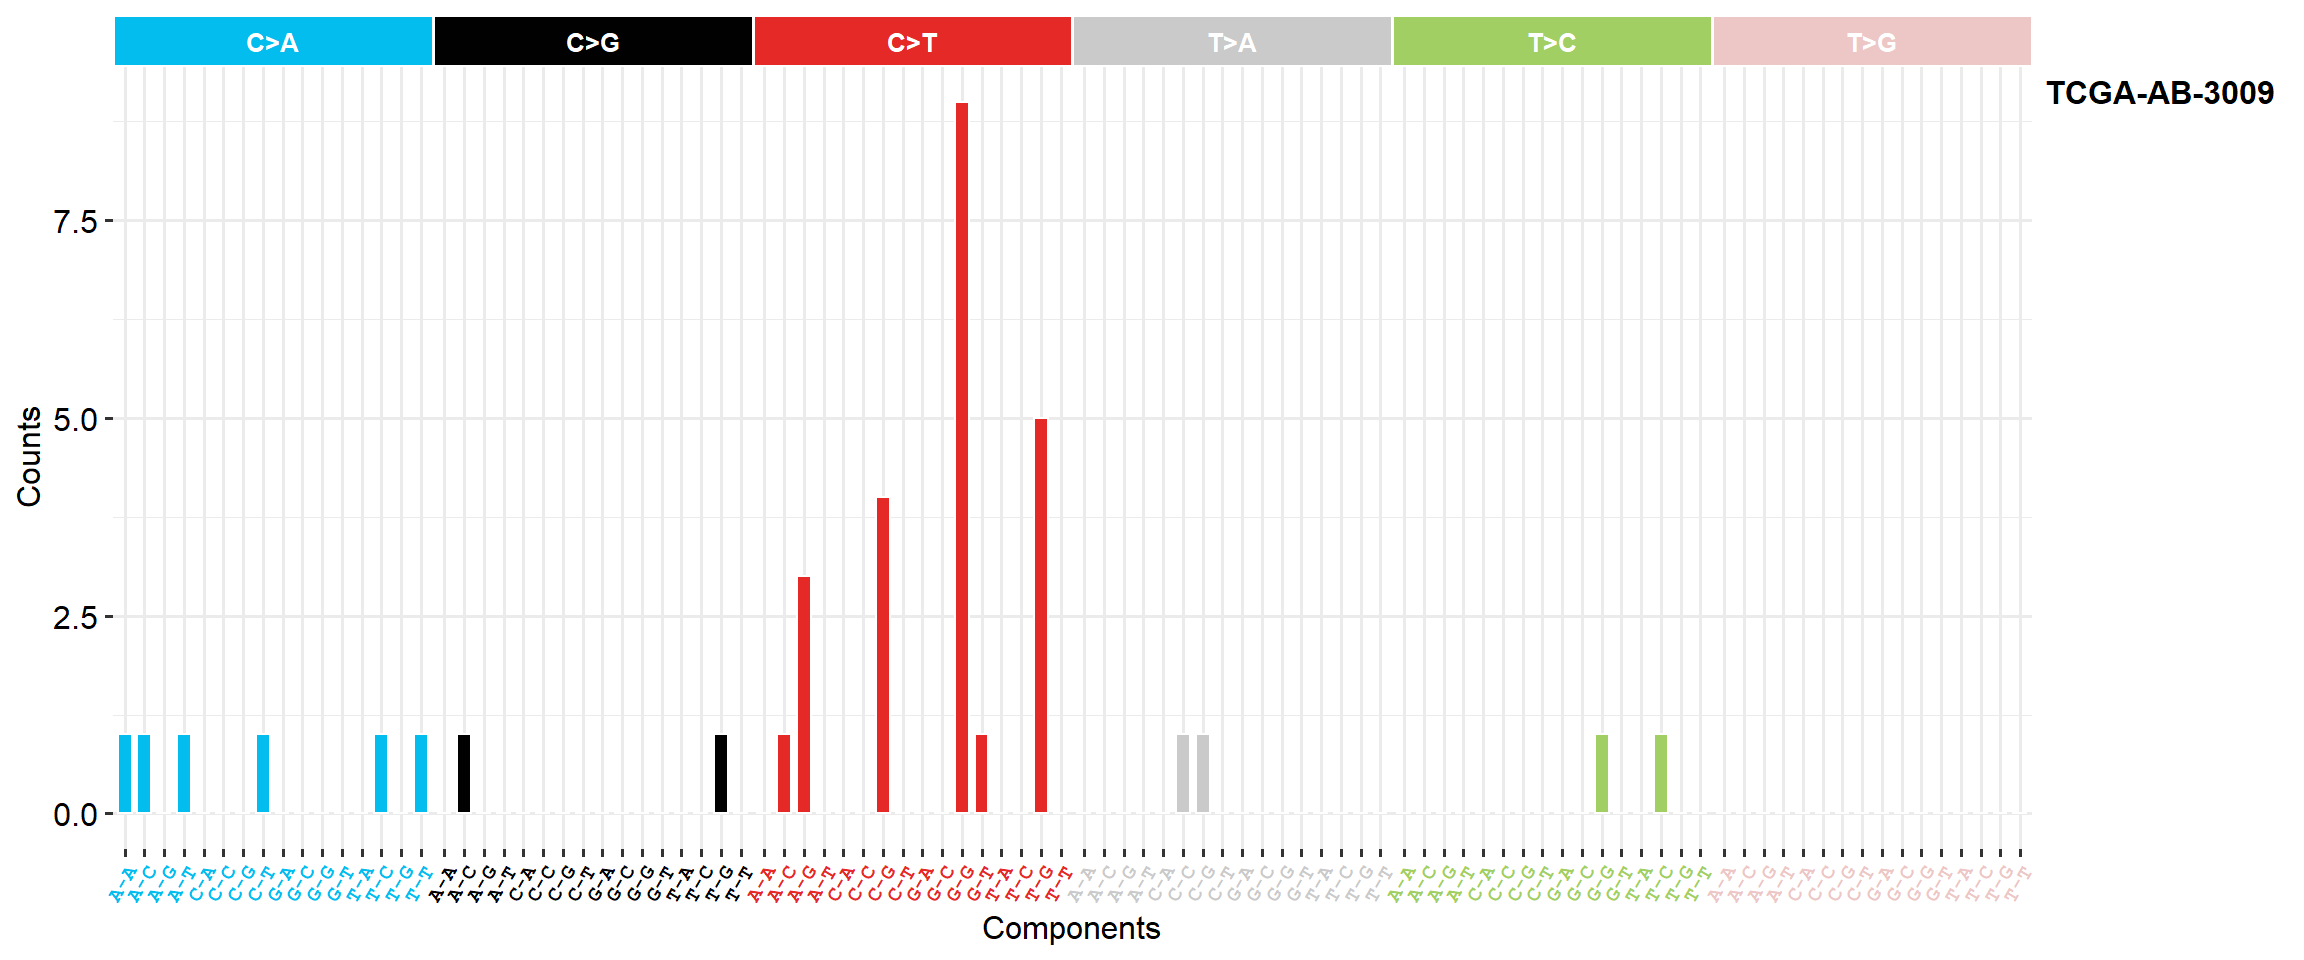 C>A C>G C>T T>A T>C T>G
TCGA-AB-3009
Counts
7.5
5.0
2.5
0.0
A-A A-C A-G A-T C-A C-C C-G C-T G-A G-C G-G G-T T-A T-C T-G T-T A-A A-C A-G A-T C-A C-C C-G C-T G-A G-C G-G G-T T-A T-C T-G T-T A-A A-C A-G A-T C-A C-C C-G C-T G-A G-C G-G G-T T-A T-C T-G T-T A-A A-C A-G A-T C-A C-C C-G C-T G-A G-C G-G G-T T-A T-C T-G T-T A-A A-C A-G A-T C-A C-C C-G C-T G-A G-C G-G G-T T-A T-C T-G T-T A-A A-C A-G A-T C-A C-C C-G C-T G-A G-C G-G G-T T-A T-C T-G T-T
Components